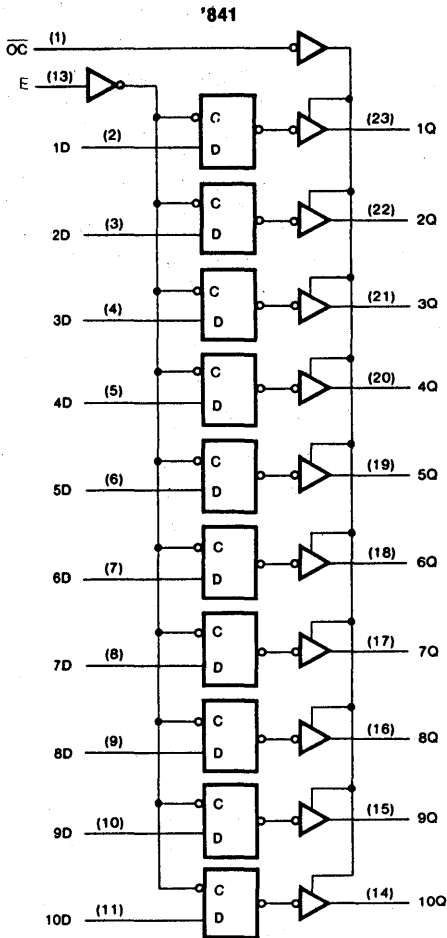 '841
OC (1)
E (13)
C
1D (2) D (23) 1Q
C
2D (3) D (22) 2Q
C
3D (4) D (21) 3Q
C
4D (5) D (20) 4Q
C
5D (6) D (19) 5Q
C
6D (7) D (18) 6Q
C
7D (8) D (17) 7Q
C
8D (9) D (16) 8Q
C
9D (10) D (15) 9Q
C
10D (11) D (14) 10Q